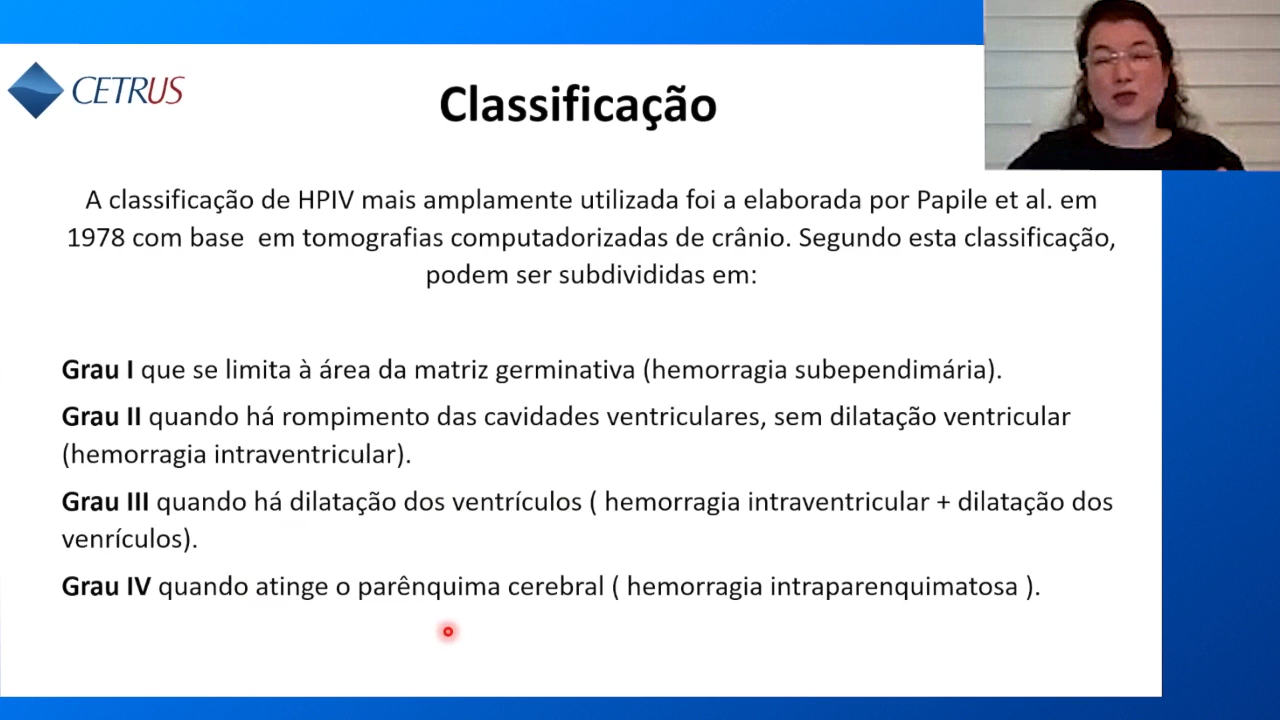 CETRUS
Classificação
A classificação de HPIV mais amplamente utilizada foi a elaborada por Papile et al. em
1978 com base  em tomografias computadorizadas de crânio. Segundo esta classificação,
podem ser subdivididas em:
Grau I que se limita à área da matriz germinativa (hemorragia subependimária).
Grau II quando há rompimento das cavidades ventriculares, sem dilatação ventricular
(hemorragia intraventricular).
Grau III quando há dilatação dos ventrículos ( hemorragia intraventricular + dilatação dos
venrículos).
Grau IV quando atinge o parênquima cerebral ( hemorragia intraparenquimatosa ).